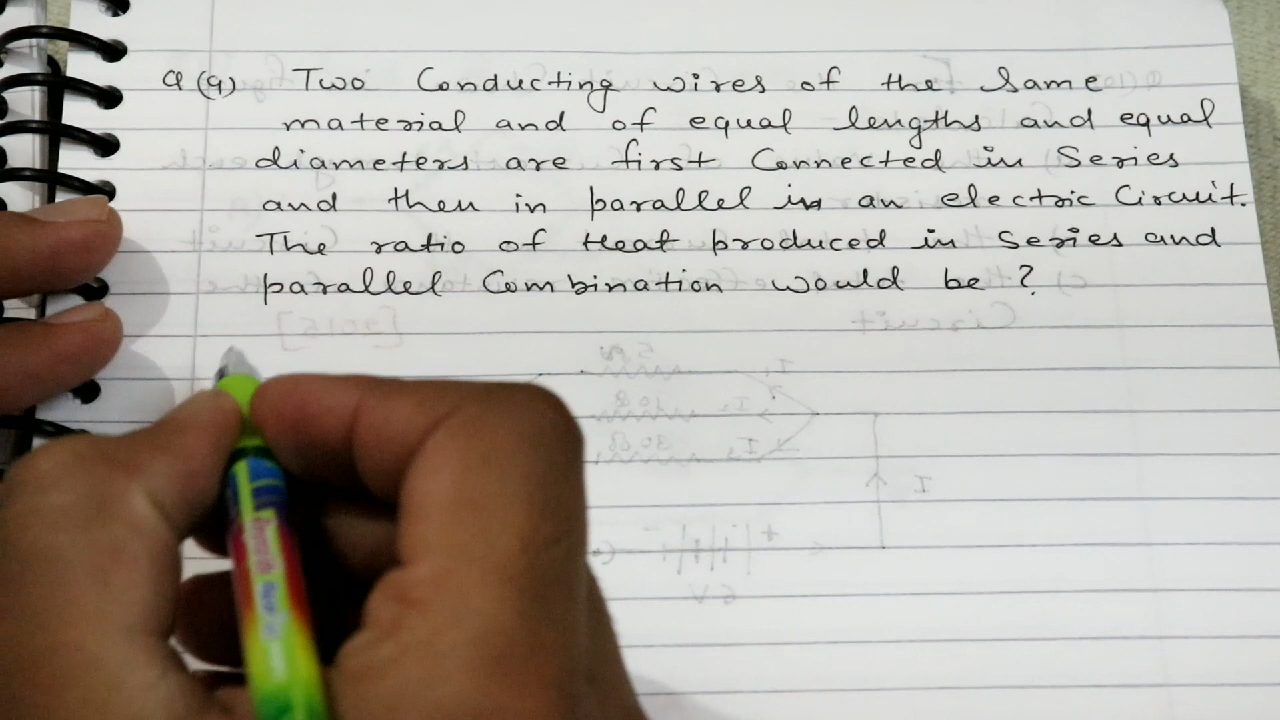 Q (9) Two Conducting wires of the Same
material and of equal lengths and equal
diameters are first Connected in Series
and then in parallel in an electric Circuit.
The ratio of Heat produced in Series and
parallel Combination would be ?